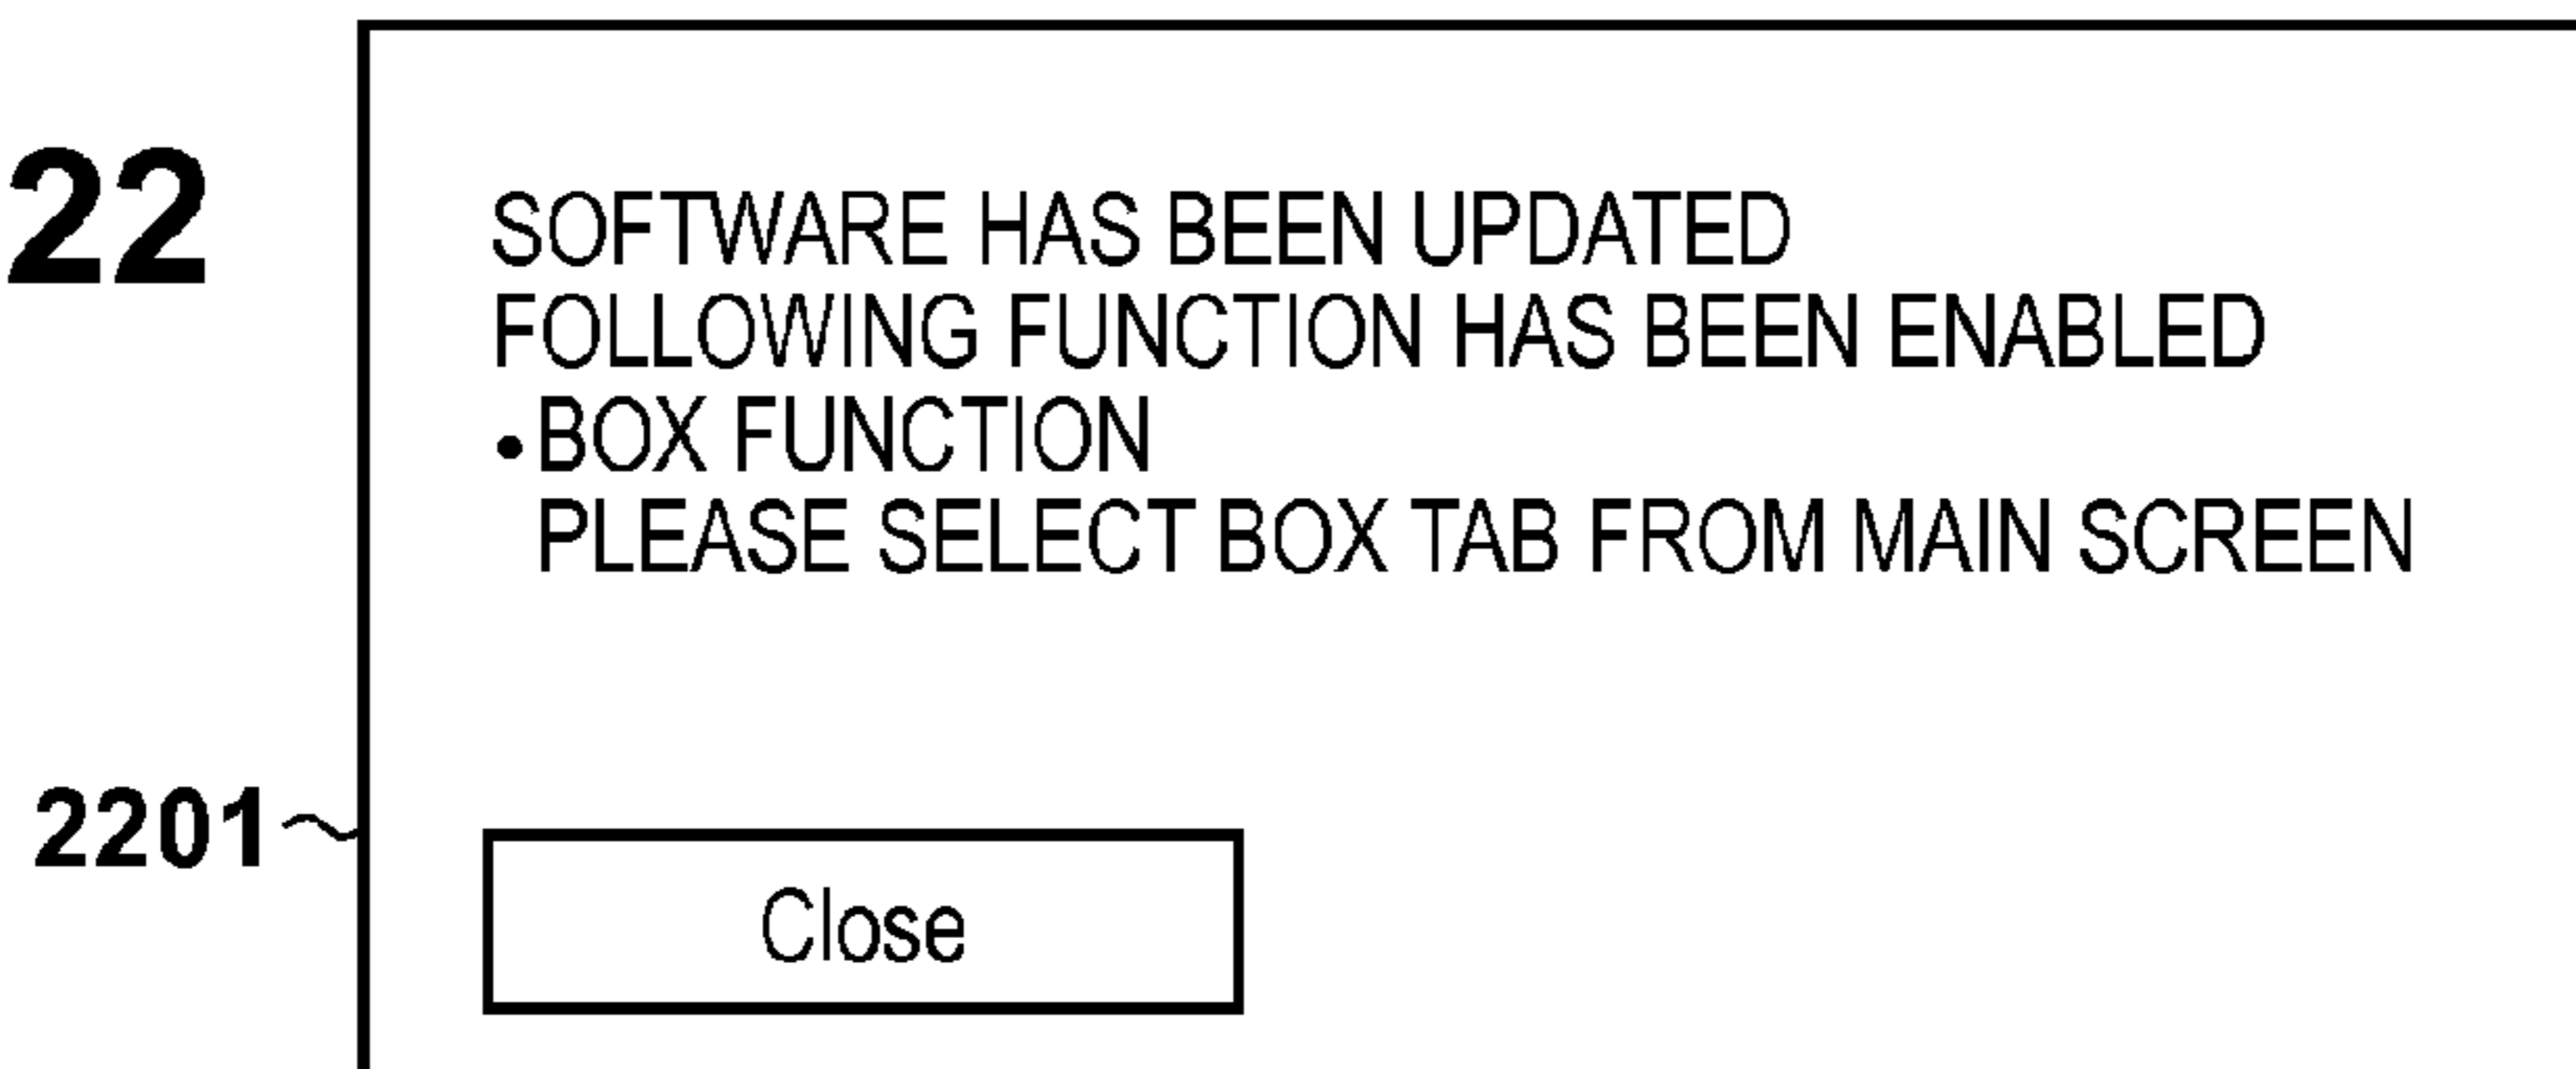 22
SOFTWARE HAS BEEN UPDATED
FOLLOWING FUNCTION HAS BEEN ENABLED
•BOX FUNCTION
PLEASE SELECT BOX TAB FROM MAIN SCREEN
2201
Close